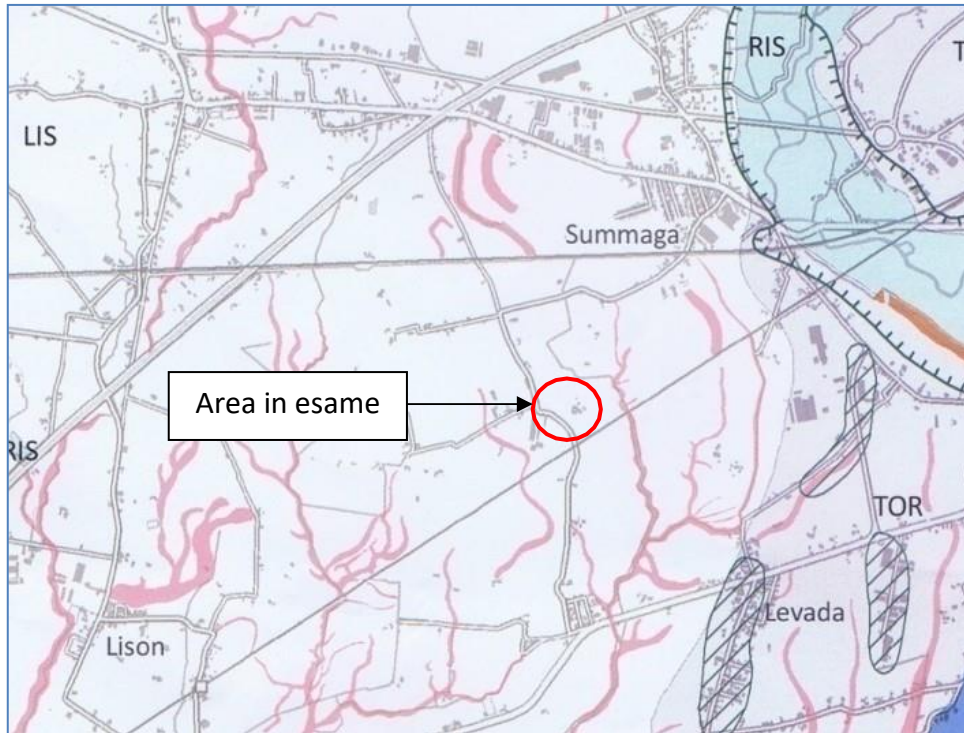 RIS
T
LIS
Summaga
Area in esame
RIS
TOR
Levada
Lison